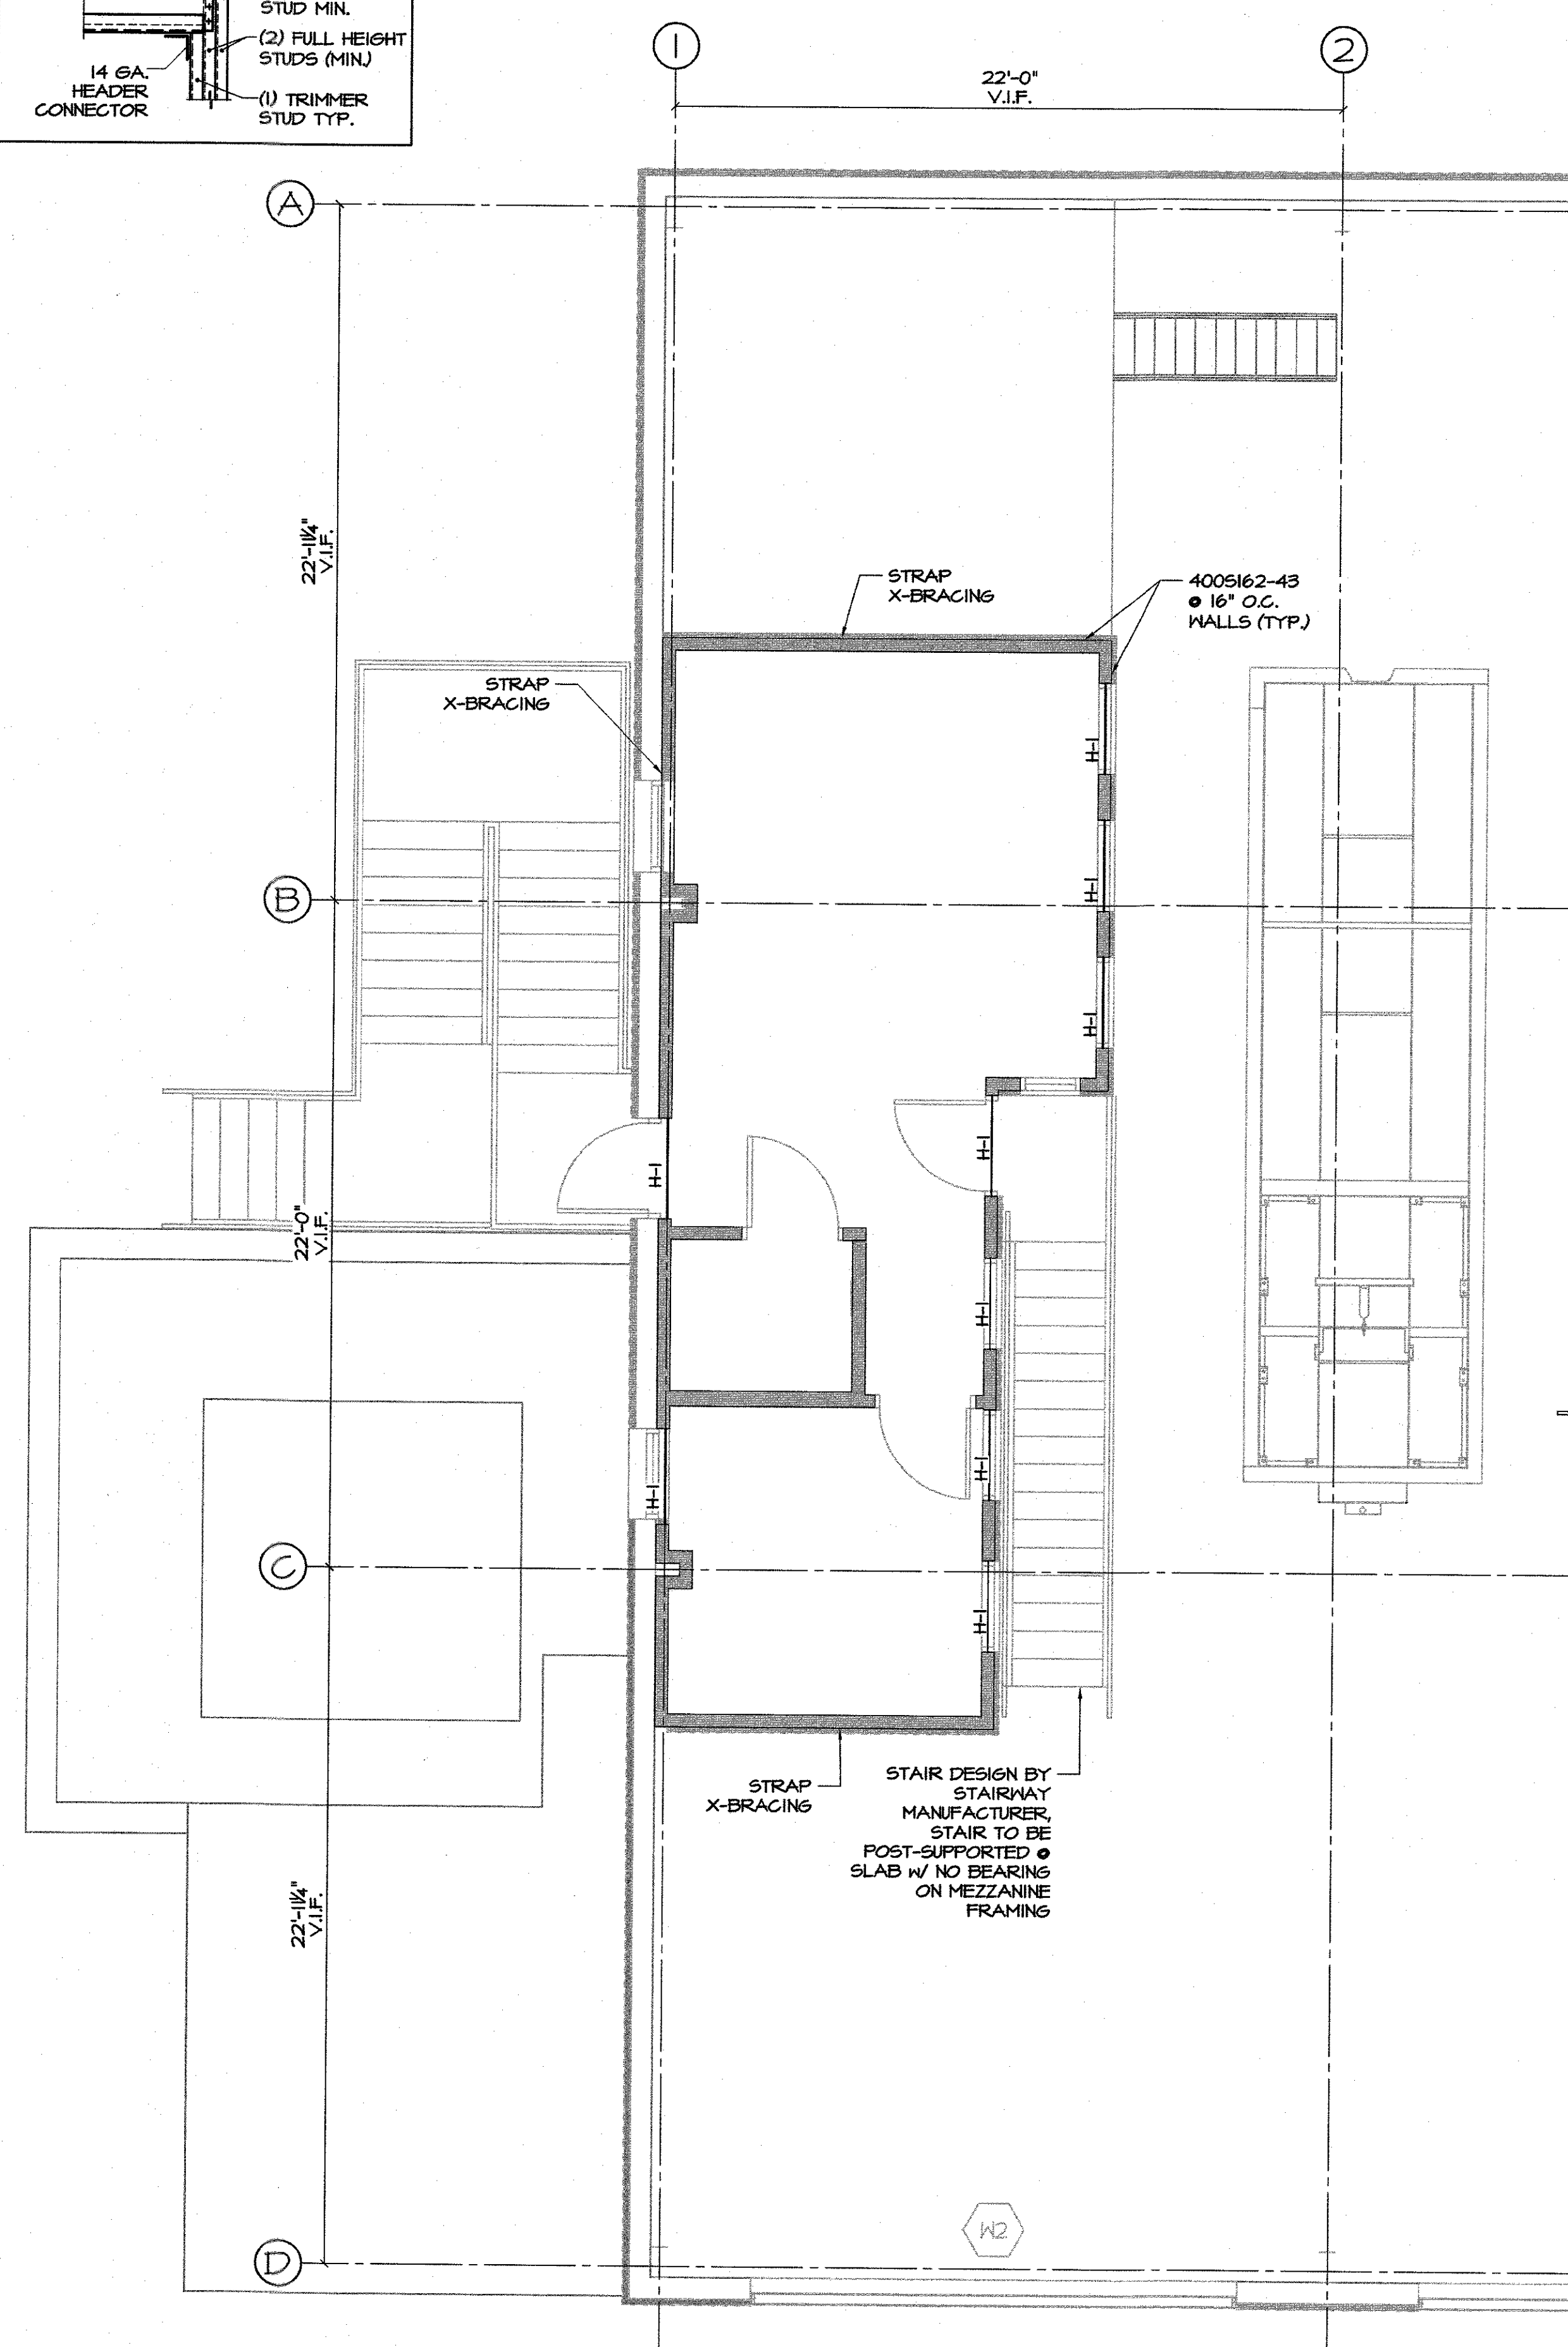 STUD MIN.
(2) FULL HEIGHT
STUDS (MIN.)
14 GA.
HEADER
CONNECTOR
(1) TRIMMER
STUD TYP.
1
2
22'-0"
V.I.F.
A
22'-11¼"
V.I.F.
STRAP
X-BRACING
400S162-43
@ 16" O.C.
WALLS (TYP.)
STRAP
X-BRACING
H-1
B
H-1
H-1
H-1
H-1
22'-0"
V.I.F.
H-1
H-1
H-1
C
H-1
STRAP
X-BRACING
STAIR DESIGN BY
STAIRWAY
MANUFACTURER,
STAIR TO BE
POST-SUPPORTED @
SLAB W/ NO BEARING
ON MEZZANINE
FRAMING
22'-11¼"
V.I.F.
W2
D